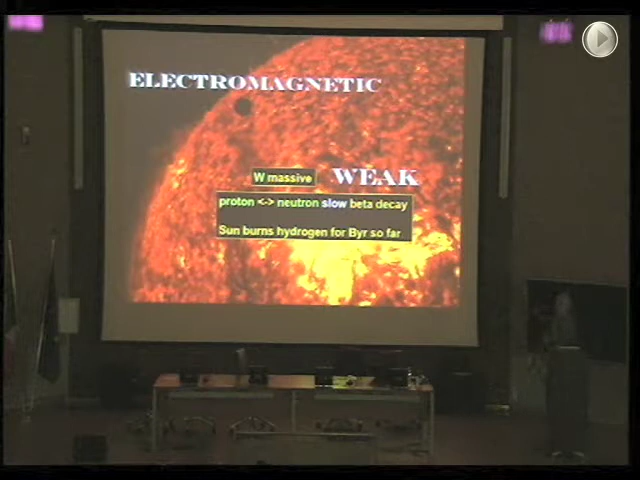 ELECTROMAGNETIC
W massive
WEAK
proton <-> neutron slow beta decay
Sun burns hydrogen for Byr so far